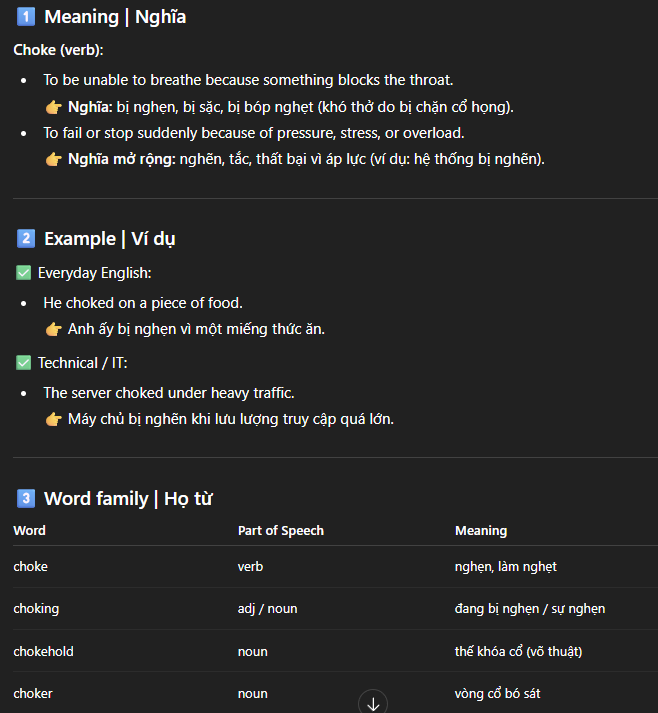 1 Meaning | Nghĩa
Choke (verb):
To be unable to breathe because something blocks the throat.
👉 Nghĩa: bị nghẹn, bị sặc, bị bóp nghẹt (khó thở do bị chặn cổ họng).
To fail or stop suddenly because of pressure, stress, or overload.
👉 Nghĩa mở rộng: nghẽn, tắc, thất bại vì áp lực (ví dụ: hệ thống bị nghẽn).
2 Example | Ví dụ
✅ Everyday English:
He choked on a piece of food.
👉 Anh ấy bị nghẹn vì một miếng thức ăn.
✅ Technical / IT:
The server choked under heavy traffic.
👉 Máy chủ bị nghẽn khi lưu lượng truy cập quá lớn.
3 Word family | Họ từ
Word Part of Speech Meaning
choke verb nghẹn, làm nghẹt
choking adj / noun đang bị nghẹn / sự nghẹn
chokehold noun thế khóa cổ (võ thuật)
choker noun vòng cổ bó sát